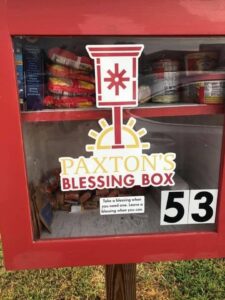 PAXTON'S
BLESSING BOX
Take a blessing when
you need one. Leave a
blessing when you can.
53